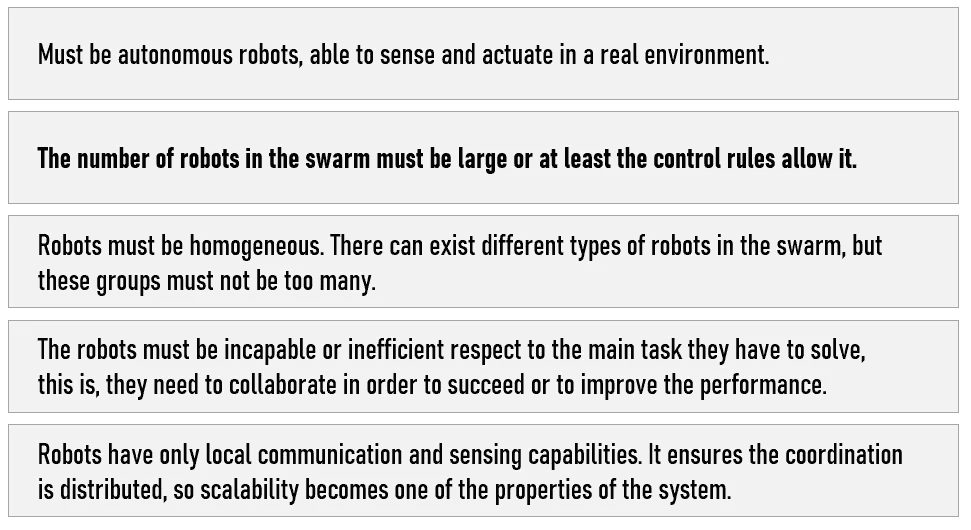 Must be autonomous robots, able to sense and actuate in a real environment.
The number of robots in the swarm must be large or at least the control rules allow it.
Robots must be homogeneous. There can exist different types of robots in the swarm, but
these groups must not be too many.
The robots must be incapable or inefficient respect to the main task they have to solve,
this is, they need to collaborate in order to succeed or to improve the performance.
Robots have only local communication and sensing capabilities. It ensures the coordination
is distributed, so scalability becomes one of the properties of the system.